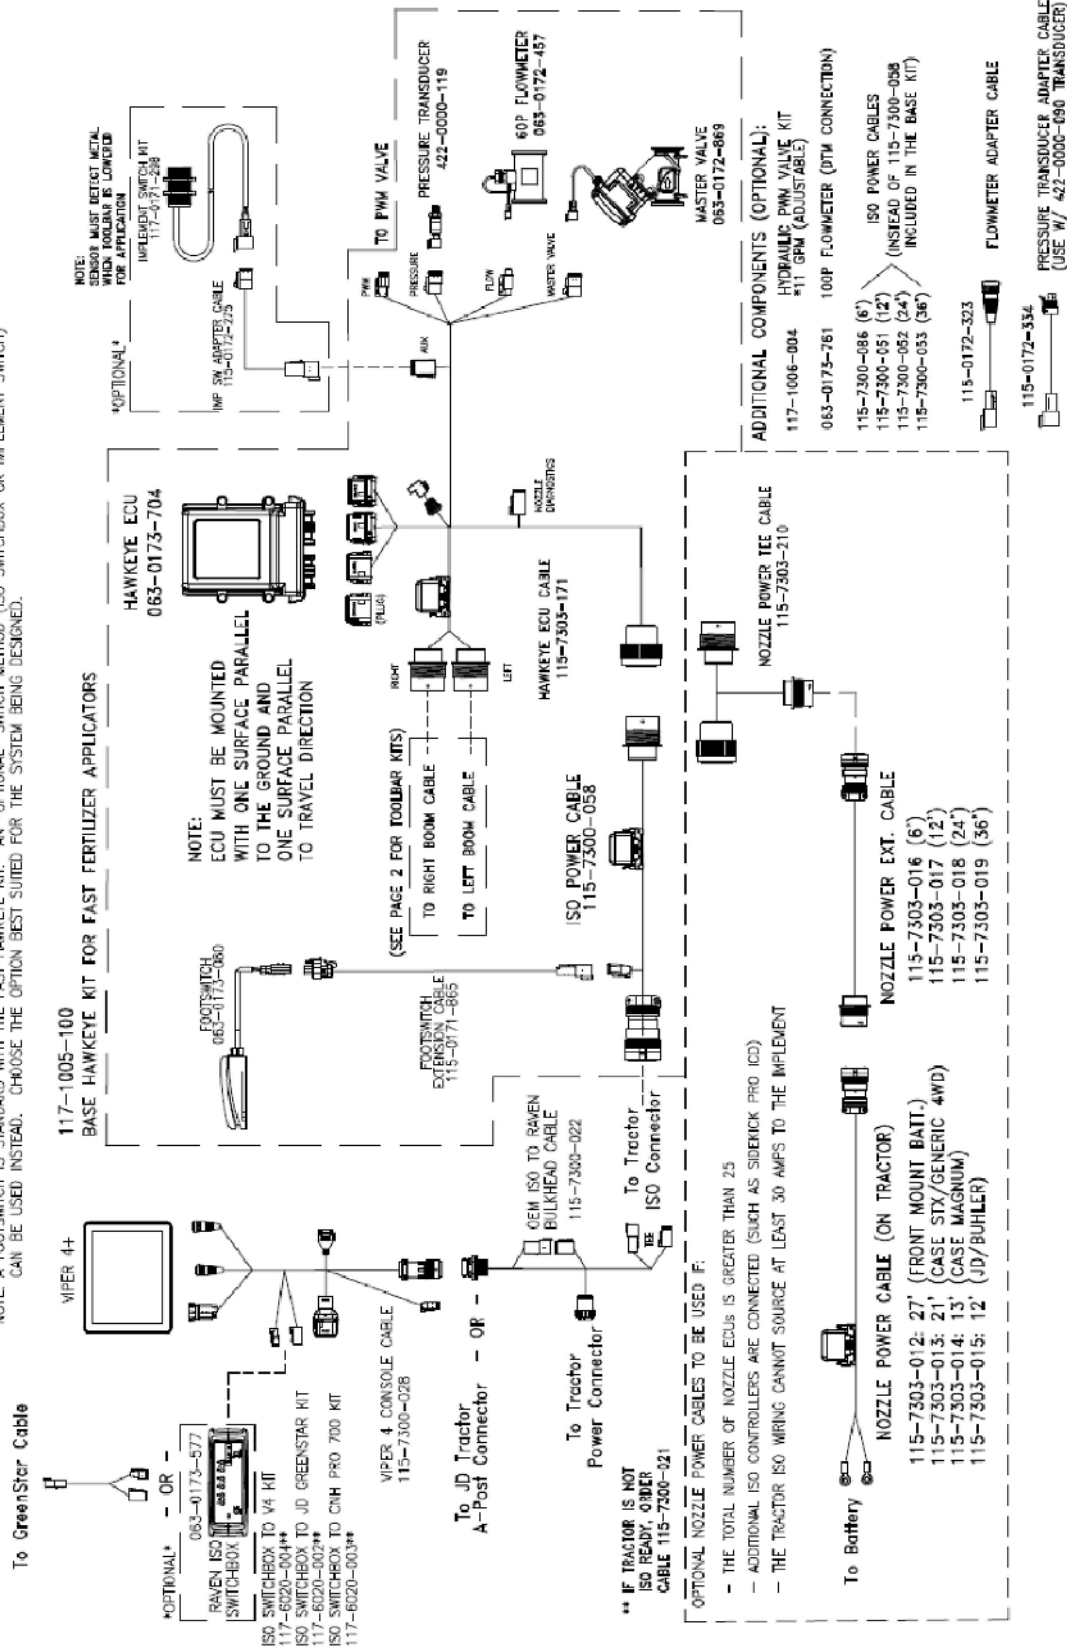 CAN BE USED INSTEAD. CHOOSE THE OPTION BEST SUITED FOR THE SYSTEM BEING DESIGNED.
117-1005-100
BASE HAWKEYE KIT FOR FAST FERTILIZER APPLICATORS
To GreenStar Cable
VIPER 4+
*OPTIONAL*
- OR -
063-0173-577
RAVEN ISO
SWITCHBOX
ISO SWITCHBOX TO V4 KIT
117-6020-004**
ISO SWITCHBOX TO JD GREENSTAR KIT
117-6020-002**
ISO SWITCHBOX TO CNH PRO 700 KIT
117-6020-003**
VIPER 4 CONSOLE CABLE
115-7300-028
To JD Tractor
A-Post Connector
- OR -
OEM ISO TO RAVEN
BULKHEAD CABLE
115-7300-022
To Tractor
Power Connector
TEE
To Tractor
ISO Connector
** IF TRACTOR IS NOT
ISO READY, ORDER
CABLE 115-7300-021
FOOTSWITCH
063-0173-080
FOOTSWITCH
EXTENSION CABLE
115-0171-865
NOTE:
ECU MUST BE MOUNTED
WITH ONE SURFACE PARALLEL
TO THE GROUND AND
ONE SURFACE PARALLEL
TO TRAVEL DIRECTION
HAWKEYE ECU
063-0173-704
(PLUG)
(SEE PAGE 2 FOR TOOLBAR KITS)
TO RIGHT BOOM CABLE
TO LEFT BOOM CABLE
RIGHT
LEFT
HAWKEYE ECU CABLE
115-7303-171
NOZZLE
DIAGNOSTICS
ISO POWER CABLE
115-7300-058
*OPTIONAL*
NOTE:
SENSOR MUST DETECT METAL
WHEN TOOLBAR IS LOWERED
FOR APPLICATION
IMPLEMENT SWITCH KIT
117-0171-298
IMP SW ADAPTER CABLE
115-0172-225
AUX
TO PWM VALVE
PWM
PRESSURE
FLOW
MASTER VALVE
PRESSURE TRANSDUCER
422-0000-119
60P FLOWMETER
063-0172-457
MASTER VALVE
063-0172-869
ADDITIONAL COMPONENTS (OPTIONAL):
117-1006-004 HYDRAULIC PWM VALVE KIT
*11 GPM (ADJUSTABLE)
063-0173-761 100P FLOWMETER (DTM CONNECTION)
115-7300-086 (6')
115-7300-051 (12')
115-7300-052 (24')
115-7300-053 (36')
ISO POWER CABLES
(INSTEAD OF 115-7300-058
INCLUDED IN THE BASE KIT)
115-0172-323
FLOWMETER ADAPTER CABLE
115-0172-334
PRESSURE TRANSDUCER ADAPTER CABLE
(USE W/ 422-0000-090 TRANSDUCER)
OPTIONAL NOZZLE POWER CABLES TO BE USED IF:
- THE TOTAL NUMBER OF NOZZLE ECUs IS GREATER THAN 25
- ADDITIONAL ISO CONTROLLERS ARE CONNECTED (SUCH AS SIDEKICK PRO ICD)
- THE TRACTOR ISO WIRING CANNOT SOURCE AT LEAST 30 AMPS TO THE IMPLEMENT
NOZZLE POWER TEE CABLE
115-7303-210
To Battery
NOZZLE POWER CABLE (ON TRACTOR)
115-7303-012: 27' (FRONT MOUNT BATT.)
115-7303-013: 21' (CASE STX/GENERIC 4WD)
115-7303-014: 13' (CASE MAGNUM)
115-7303-015: 12' (JD/BUHLER)
NOZZLE POWER EXT. CABLE
115-7303-016 (6')
115-7303-017 (12')
115-7303-018 (24')
115-7303-019 (36')